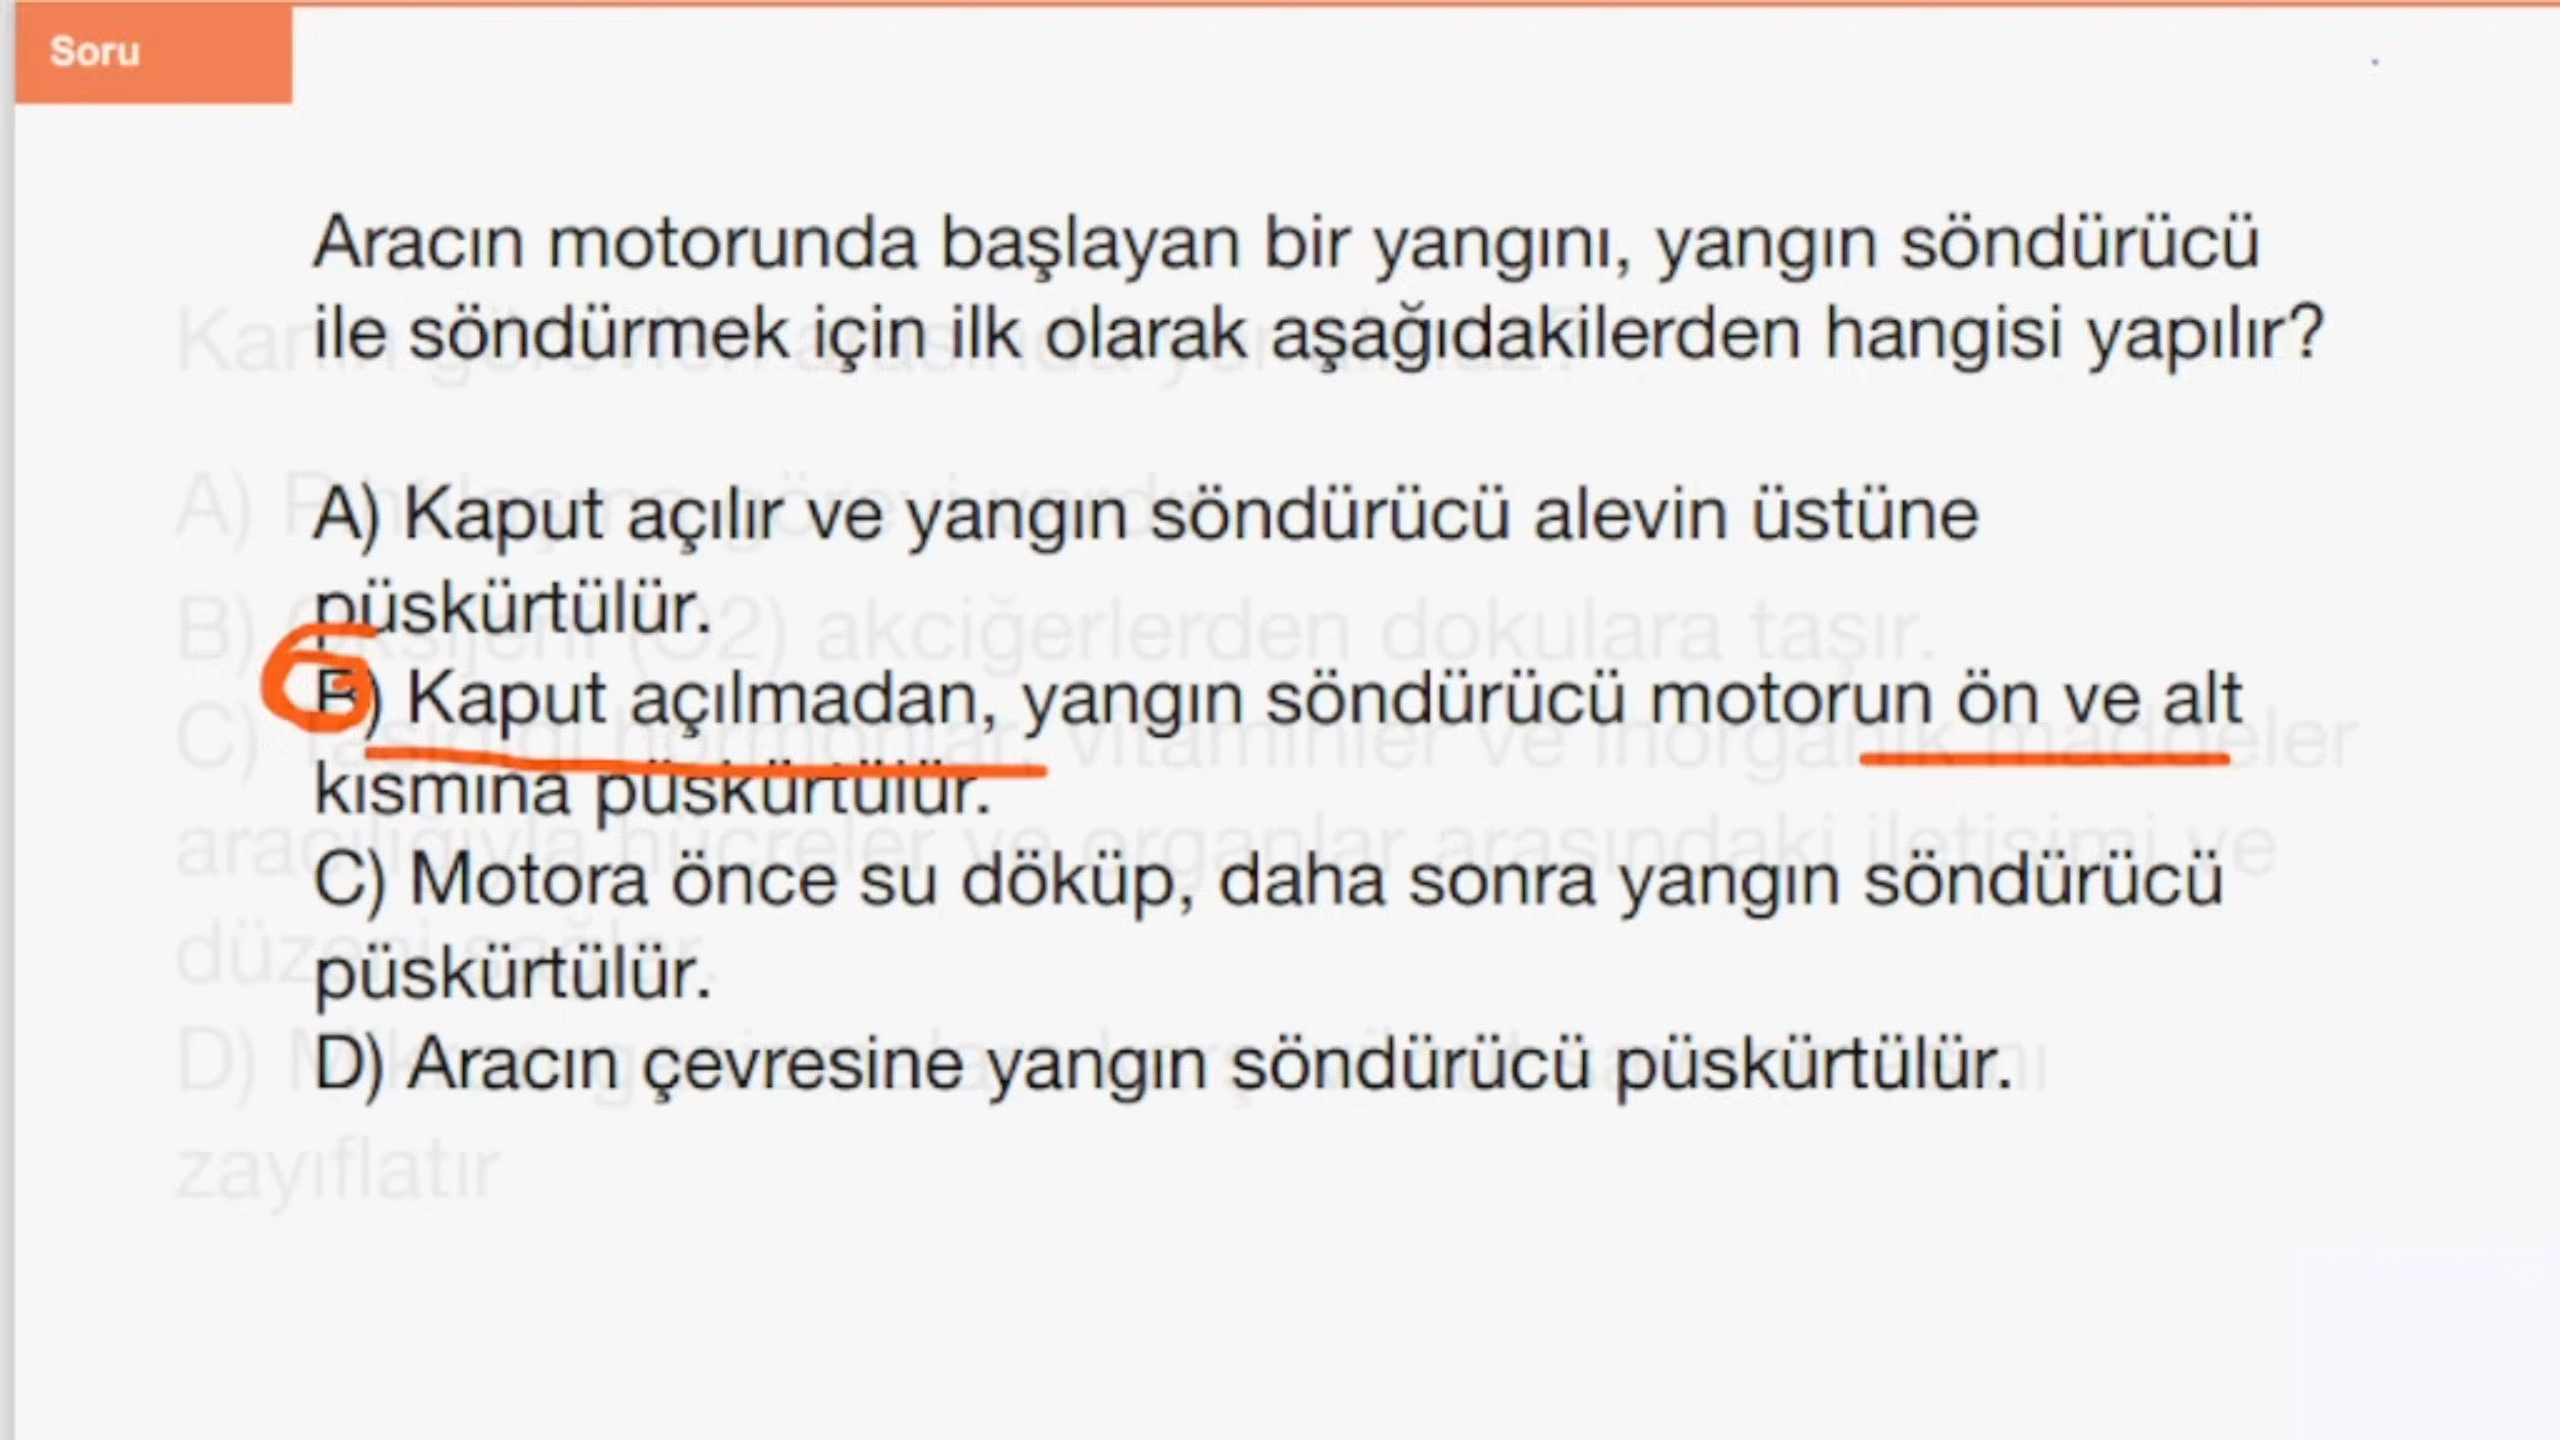 Soru
Aracın motorunda başlayan bir yangını, yangın söndürücü
ile söndürmek için ilk olarak aşağıdakilerden hangisi yapılır?
A) Kaput açılır ve yangın söndürücü alevin üstüne
püskürtülür.
B) Kaput açılmadan, yangın söndürücü motorun ön ve alt
kısmına püskürtülür.
C) Motora önce su döküp, daha sonra yangın söndürücü
püskürtülür.
D) Aracın çevresine yangın söndürücü püskürtülür.
zayıflatır